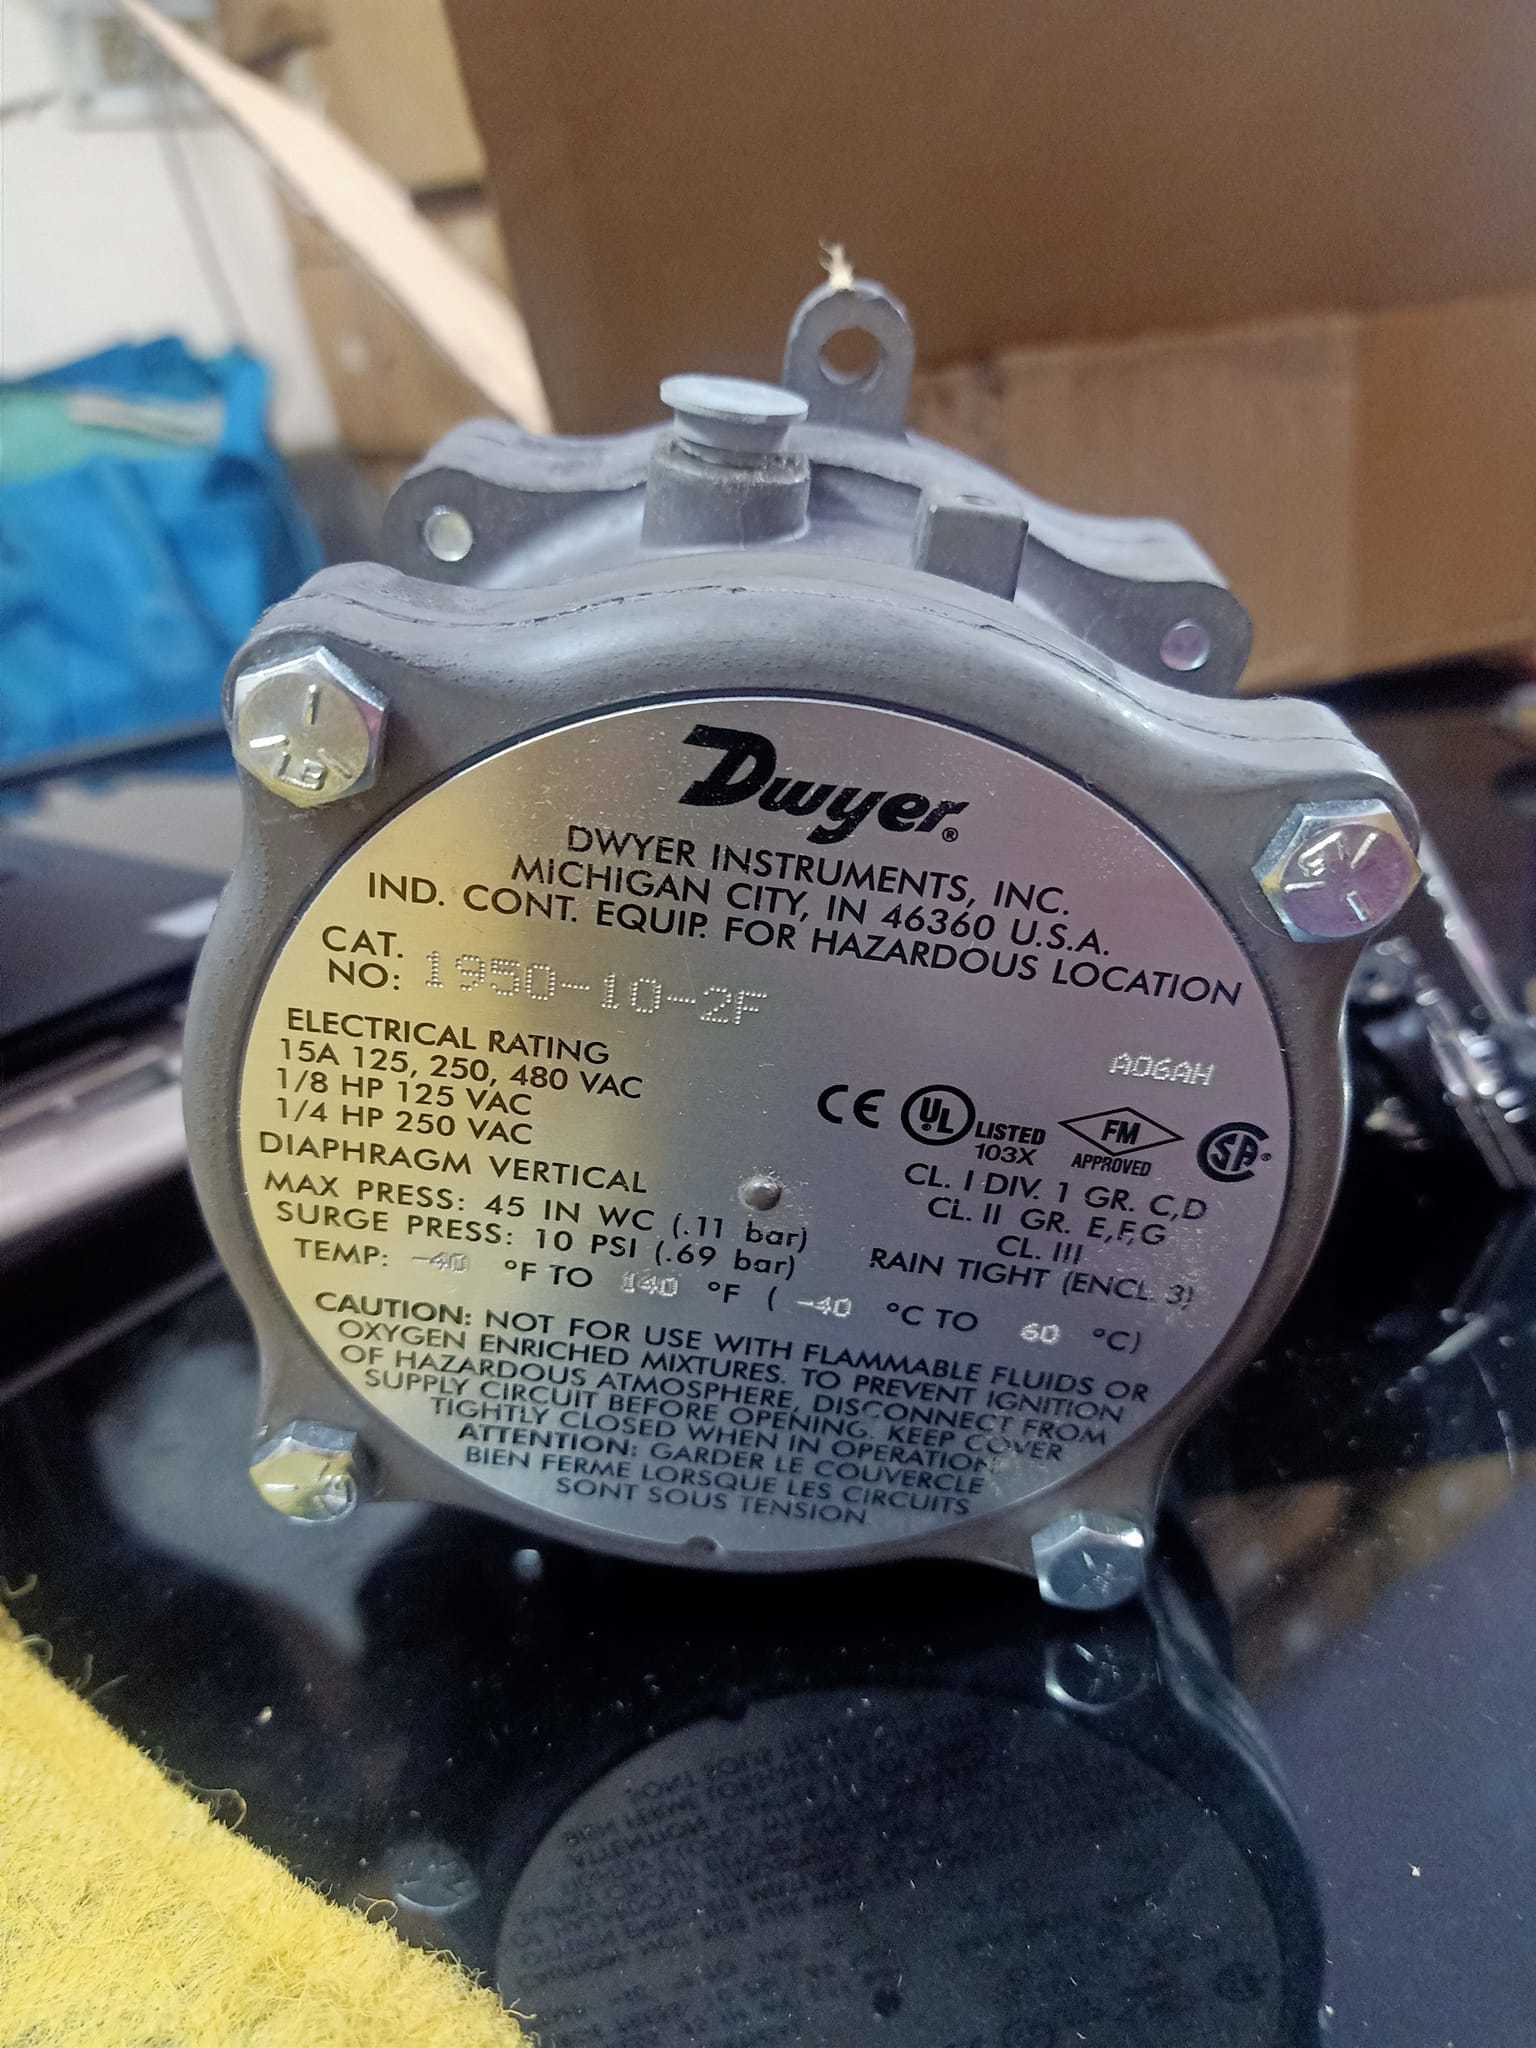 Dwyer®
DWYER INSTRUMENTS, INC.
MICHIGAN CITY, IN 46360 U.S.A.
IND. CONT. EQUIP. FOR HAZARDOUS LOCATION
CAT. NO: 1950-10-2F
A06AH
ELECTRICAL RATING
15A 125, 250, 480 VAC
1/8 HP 125 VAC
1/4 HP 250 VAC
CE UL LISTED 103X FM APPROVED SA®
DIAPHRAGM VERTICAL
MAX PRESS: 45 IN WC (.11 bar)
SURGE PRESS: 10 PSI (.69 bar)
CL. I DIV. 1 GR. C,D
CL. II GR. E,F,G
CL. III
RAIN TIGHT (ENCL. 3)
TEMP: -40 °F TO 140 °F ( -40 °C TO 60 °C)
CAUTION: NOT FOR USE WITH FLAMMABLE FLUIDS OR
OXYGEN ENRICHED MIXTURES. TO PREVENT IGNITION
OF HAZARDOUS ATMOSPHERE, DISCONNECT FROM
SUPPLY CIRCUIT BEFORE OPENING. KEEP COVER
TIGHTLY CLOSED WHEN IN OPERATION
ATTENTION: GARDER LE COUVERCLE
BIEN FERME LORSQUE LES CIRCUITS
SONT SOUS TENSION